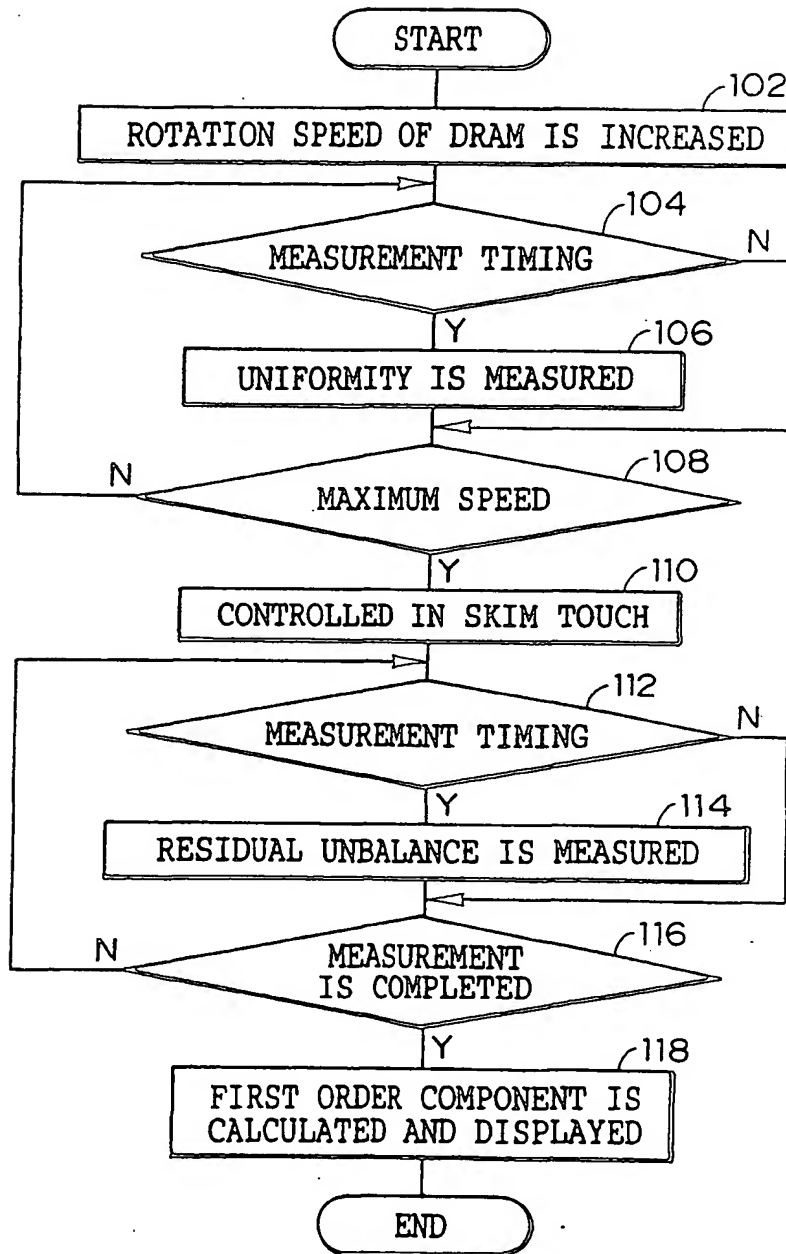 START
102
ROTATION SPEED OF DRAM IS INCREASED
104
MEASUREMENT TIMING
N
Y
106
UNIFORMITY IS MEASURED
108
N
MAXIMUM SPEED
Y
110
CONTROLLED IN SKIM TOUCH
112
MEASUREMENT TIMING
N
Y
114
RESIDUAL UNBALANCE IS MEASURED
116
N
MEASUREMENT
IS COMPLETED
Y
118
FIRST ORDER COMPONENT IS
CALCULATED AND DISPLAYED
END